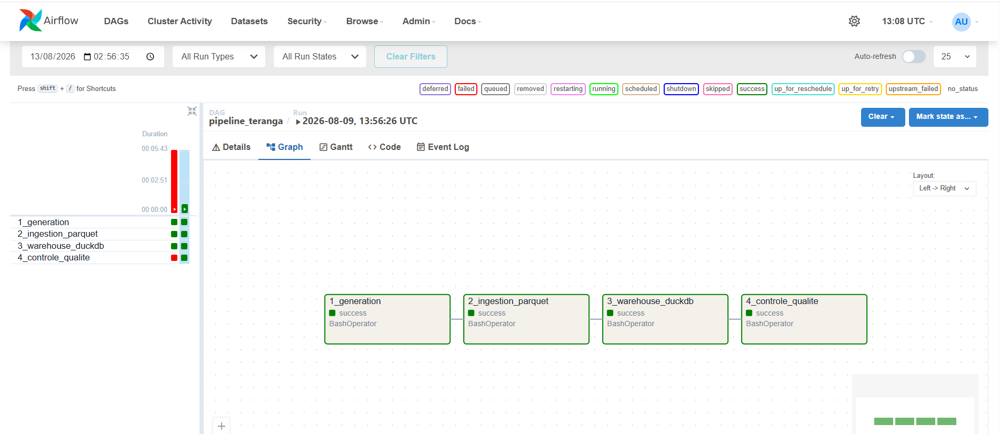 Airflow DAGs Cluster Activity Datasets Security Browse Admin Docs 13:08 UTC AU
13/08/2026 02:56:35 All Run Types All Run States Clear Filters Auto-refresh 25
Press shift + / for Shortcuts deferred failed queued removed restarting running scheduled shutdown skipped success up_for_reschedule up_for_retry upstream_failed no_status
DAG Run
pipeline_teranga / 2026-08-09, 13:56:26 UTC Clear Mark state as...
Duration
00:05:43
00:02:51
00:00:00
1_generation
2_ingestion_parquet
3_warehouse_duckdb
4_controle_qualite
Details Graph Gantt Code Event Log
Layout:
Left -> Right
1_generation
success
BashOperator
2_ingestion_parquet
success
BashOperator
3_warehouse_duckdb
success
BashOperator
4_controle_qualite
success
BashOperator
+